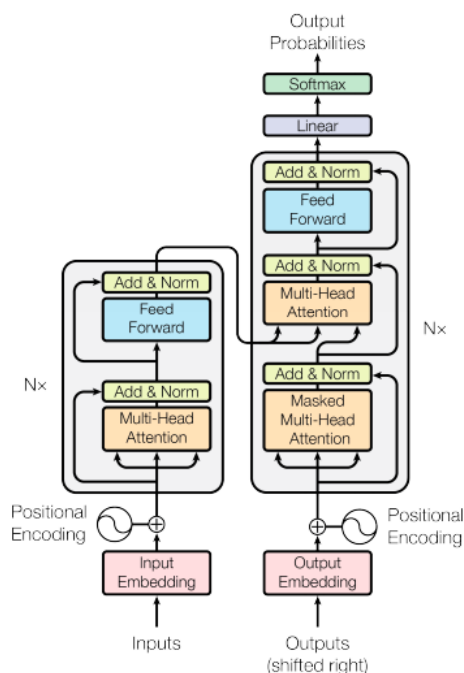 Output
Probabilities
Softmax
Linear
Add & Norm
Feed
Forward
Add & Norm
Multi-Head
Attention
Nx
Add & Norm
Masked
Multi-Head
Attention
Add & Norm
Feed
Forward
Nx
Add & Norm
Multi-Head
Attention
Positional
Encoding
Positional
Encoding
Input
Embedding
Output
Embedding
Inputs
Outputs
(shifted right)